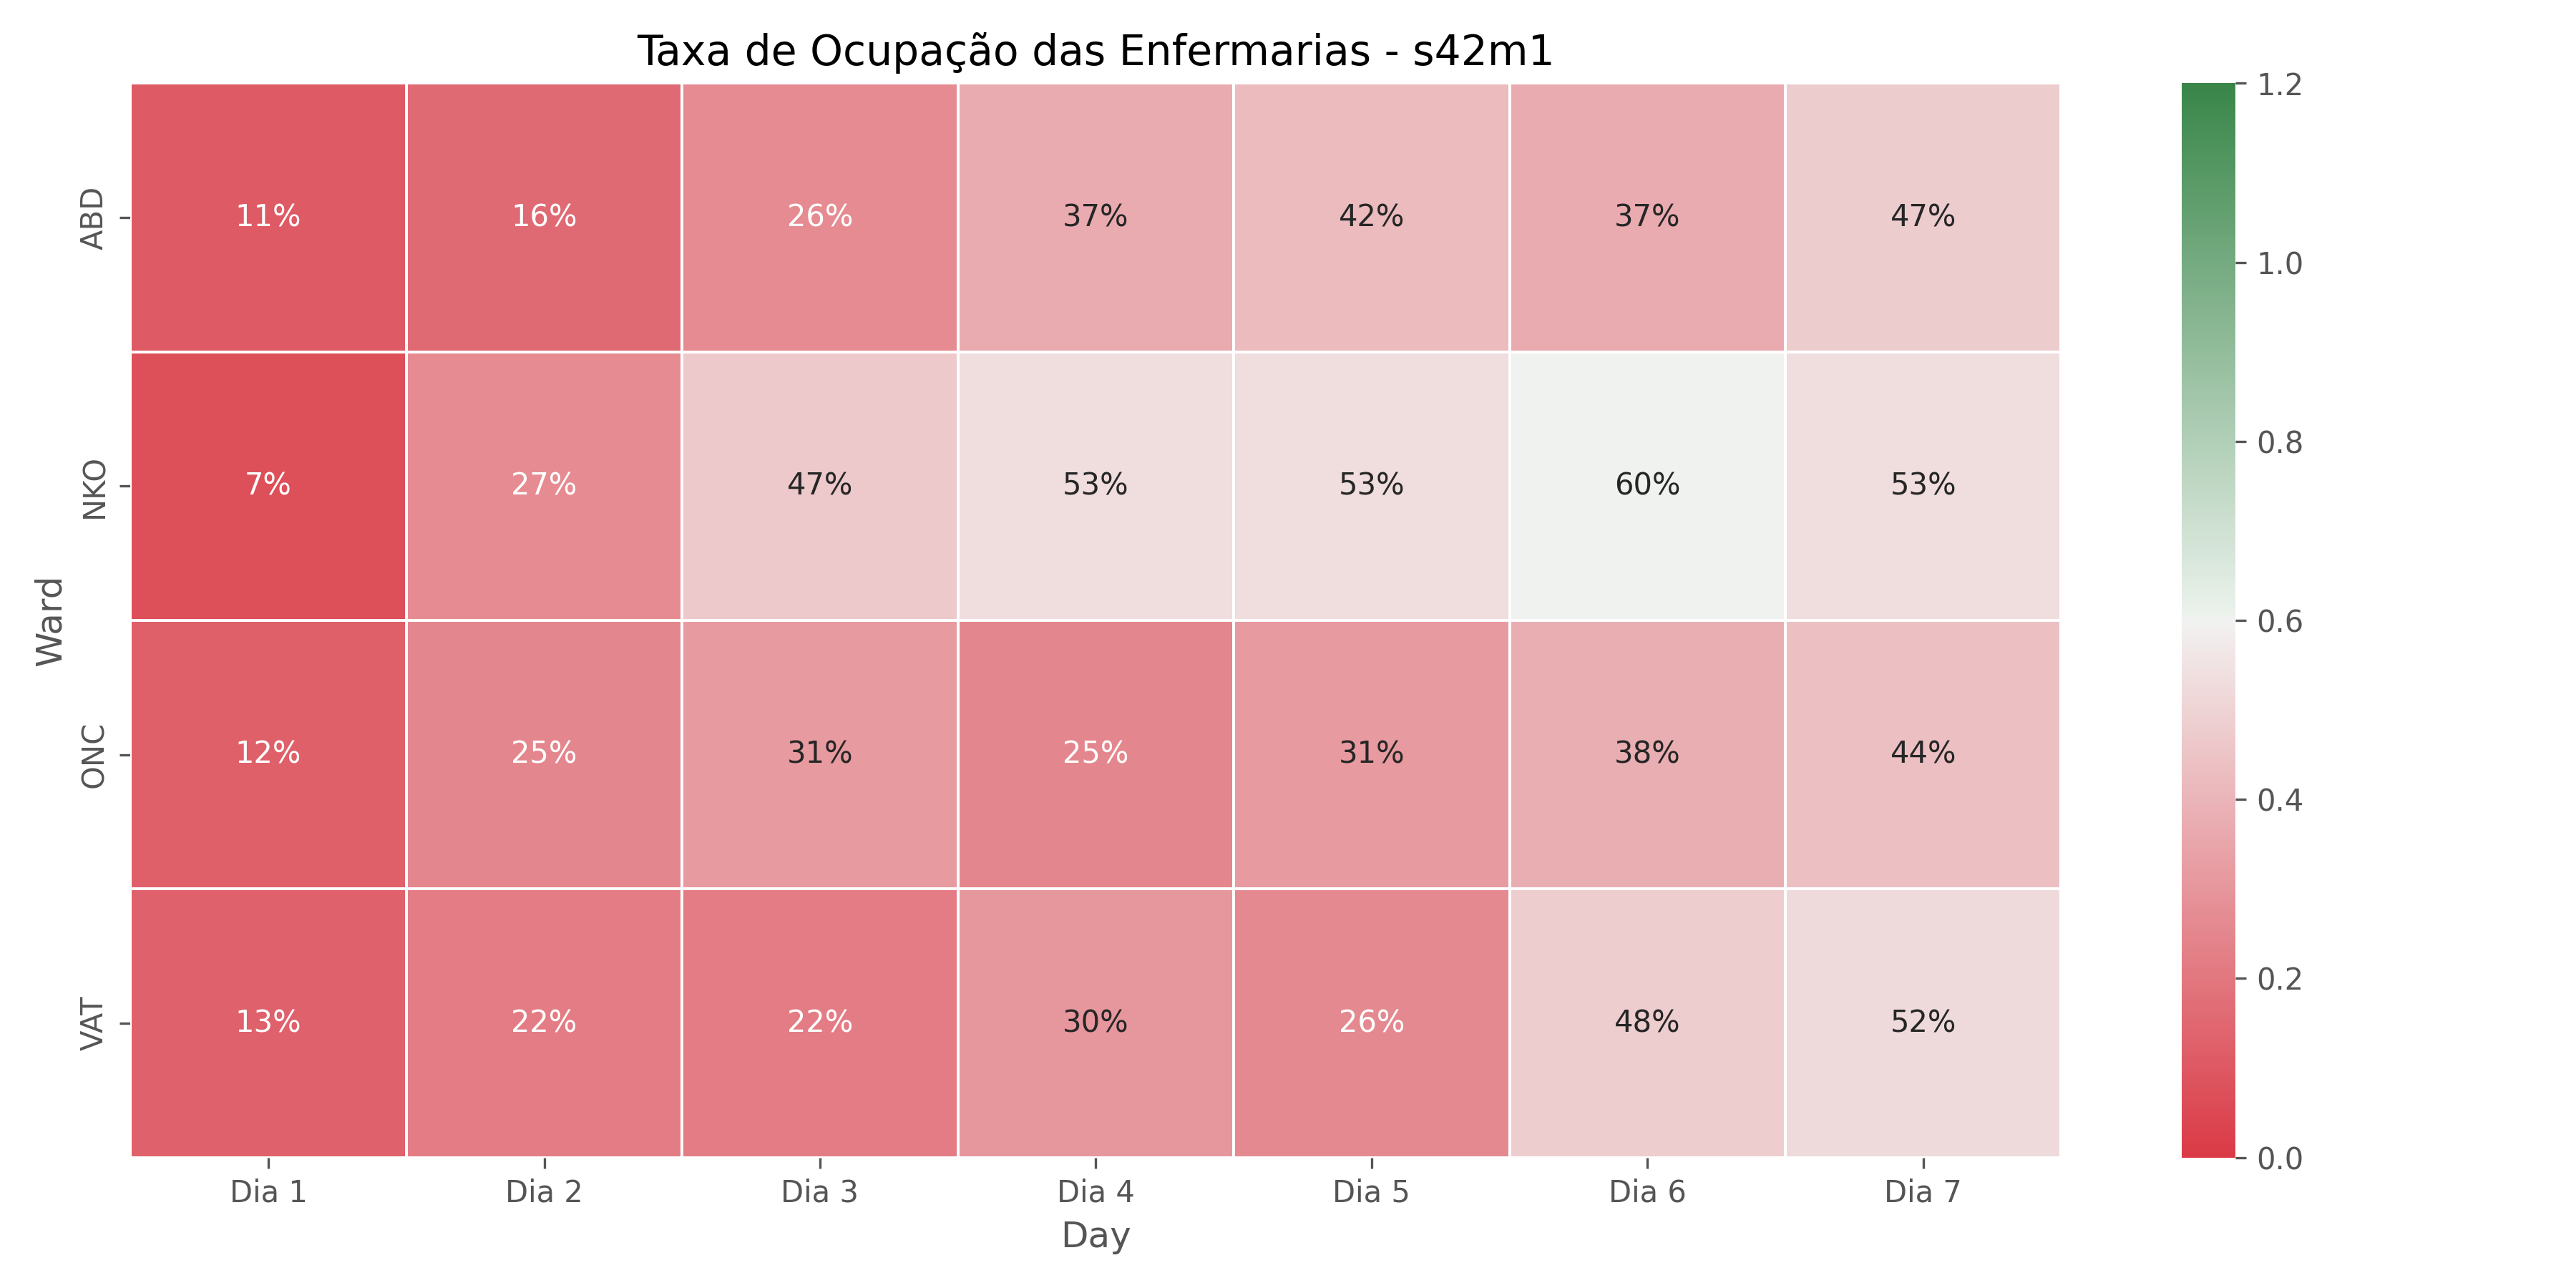 Taxa de Ocupação das Enfermarias - s42m1
Ward
ABD 11% 16% 26% 37% 42% 37% 47%
NKO 7% 27% 47% 53% 53% 60% 53%
ONC 12% 25% 31% 25% 31% 38% 44%
VAT 13% 22% 22% 30% 26% 48% 52%
Dia 1 Dia 2 Dia 3 Dia 4 Dia 5 Dia 6 Dia 7
Day
1.2
1.0
0.8
0.6
0.4
0.2
0.0